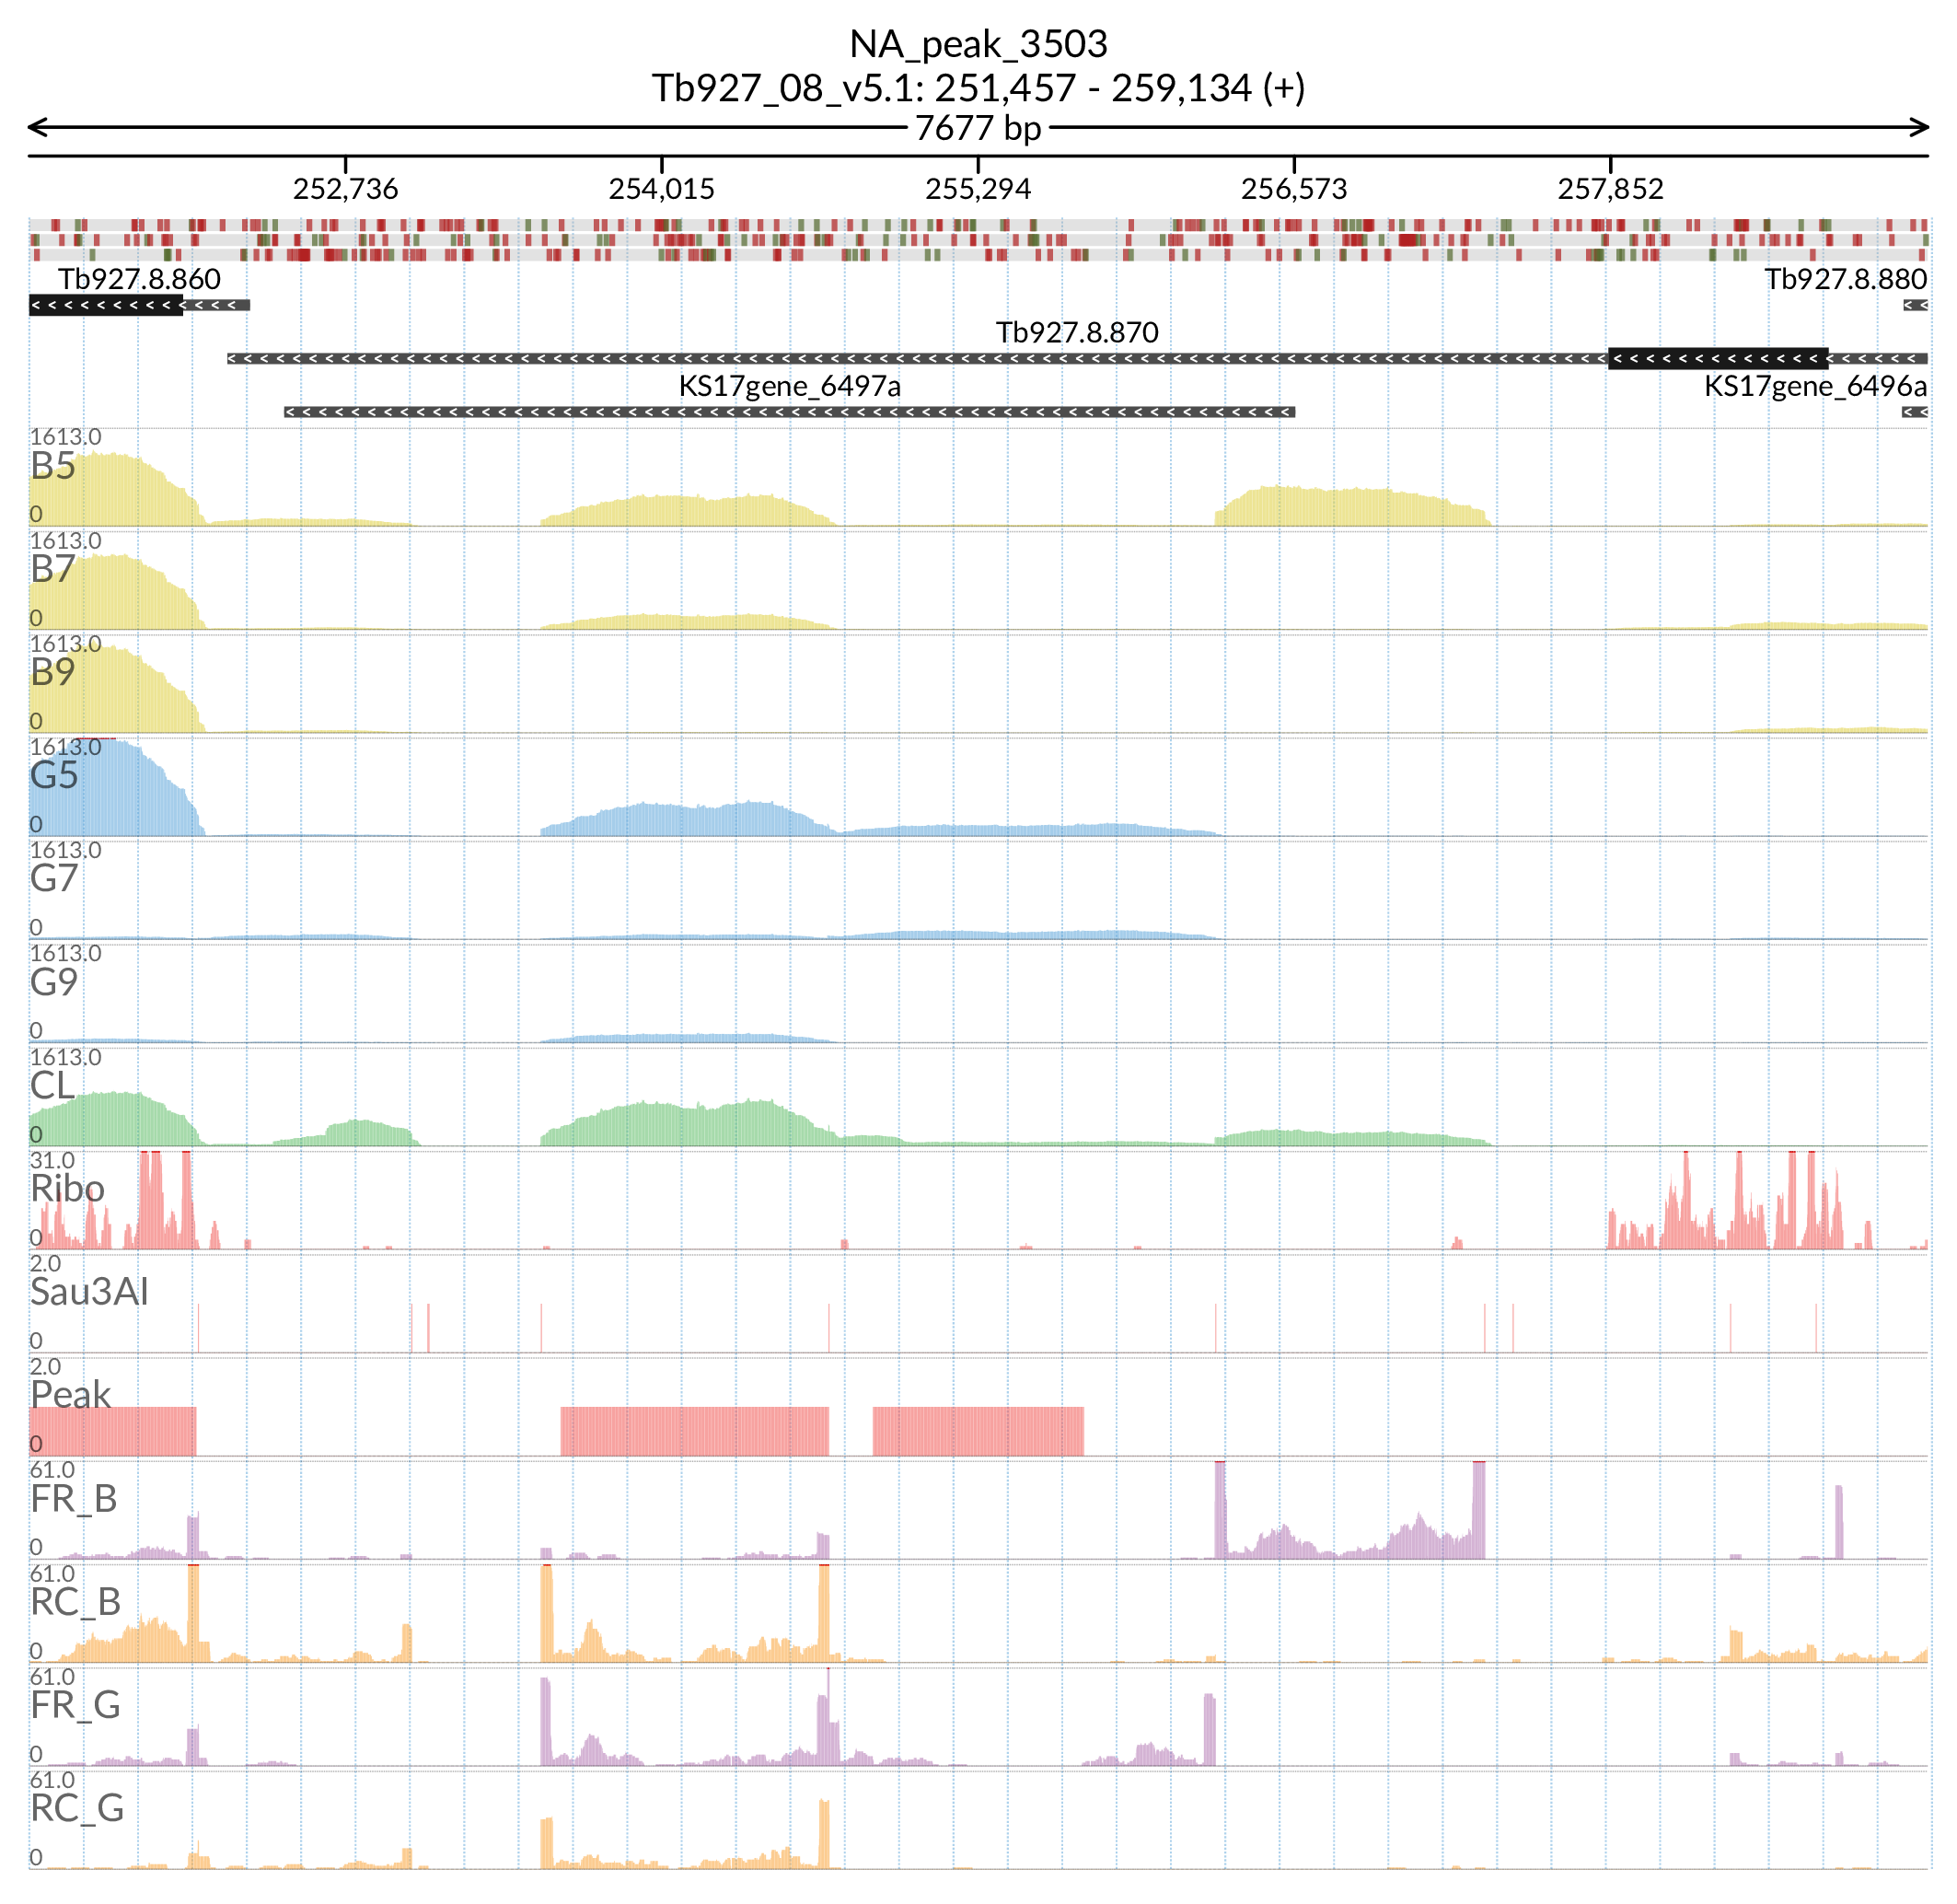 NA_peak_3503
Tb927_08_v5.1: 251,457 - 259,134 (+)
7677 bp
252,736 254,015 255,294 256,573 257,852
Tb927.8.860 Tb927.8.880
Tb927.8.870
KS17gene_6497a KS17gene_6496a
1613.0
B5
0
1613.0
B7
0
1613.0
B9
0
1613.0
G5
0
1613.0
G7
0
1613.0
G9
0
1613.0
CL
0
31.0
Ribo
0
2.0
Sau3AI
0
2.0
Peak
0
61.0
FR_B
0
61.0
RC_B
0
61.0
FR_G
0
61.0
RC_G
0